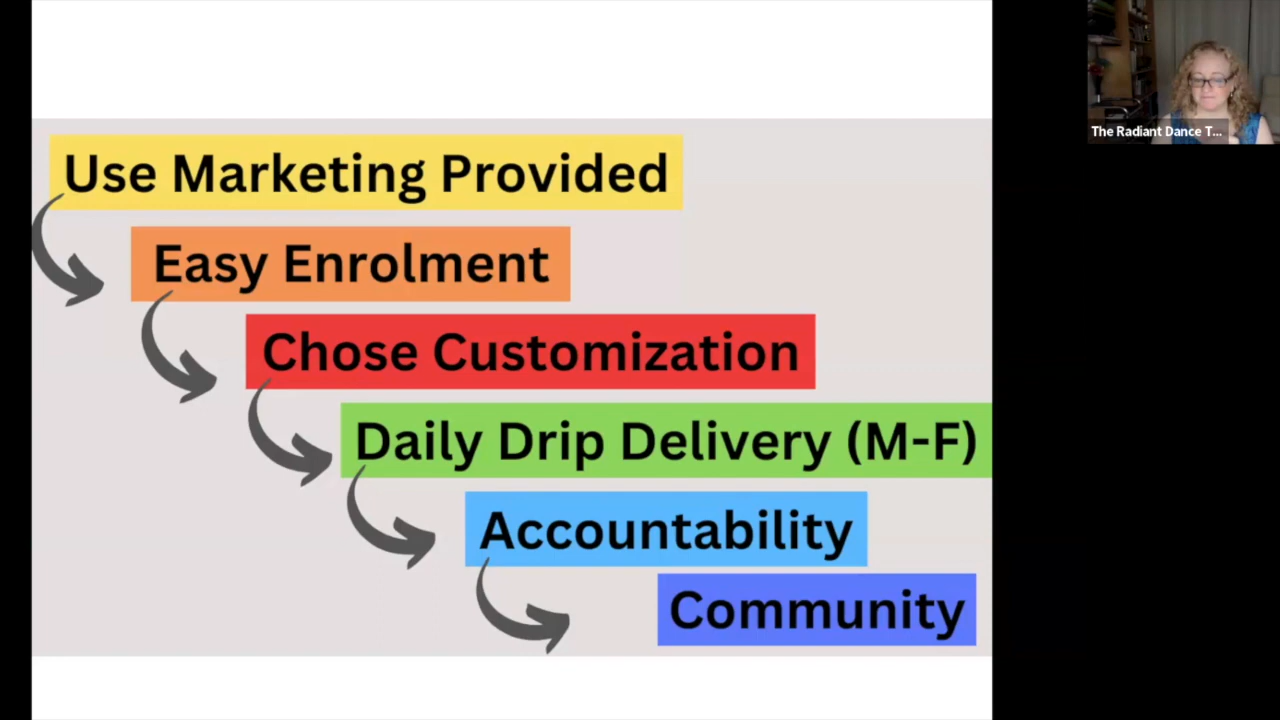 Use Marketing Provided
Easy Enrolment
Chose Customization
Daily Drip Delivery (M-F)
Accountability
Community
The Radiant Dance T...